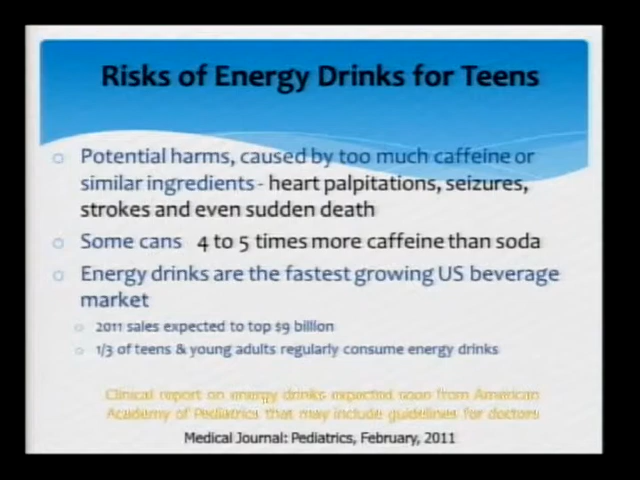 Risks of Energy Drinks for Teens
Potential harms, caused by too much caffeine or
similar ingredients - heart palpitations, seizures,
strokes and even sudden death
Some cans 4 to 5 times more caffeine than soda
Energy drinks are the fastest growing US beverage
market
2011 sales expected to top $9 billion
1/3 of teens & young adults regularly consume energy drinks
Clinical report on energy drinks expected soon from American
Academy of Pediatrics that may include guidelines for doctors
Medical Journal: Pediatrics, February, 2011